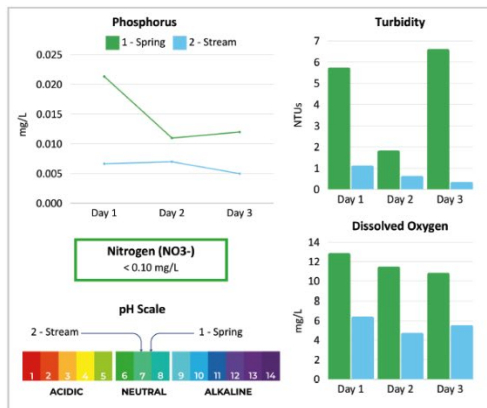 Phosphorus
1 - Spring 2 - Stream
0.025
0.020
0.015
0.010
0.005
0.000
mg/L
Day 1 Day 2 Day 3
Nitrogen (NO3-)
< 0.10 mg/L
pH Scale
2 - Stream 1 - Spring
1 2 3 4 5 6 7 8 9 10 11 12 13 14
ACIDIC NEUTRAL ALKALINE
Turbidity
7
6
5
4
3
2
1
0
NTUs
Day 1 Day 2 Day 3
Dissolved Oxygen
14
12
10
8
6
4
2
0
mg/L
Day 1 Day 2 Day 3